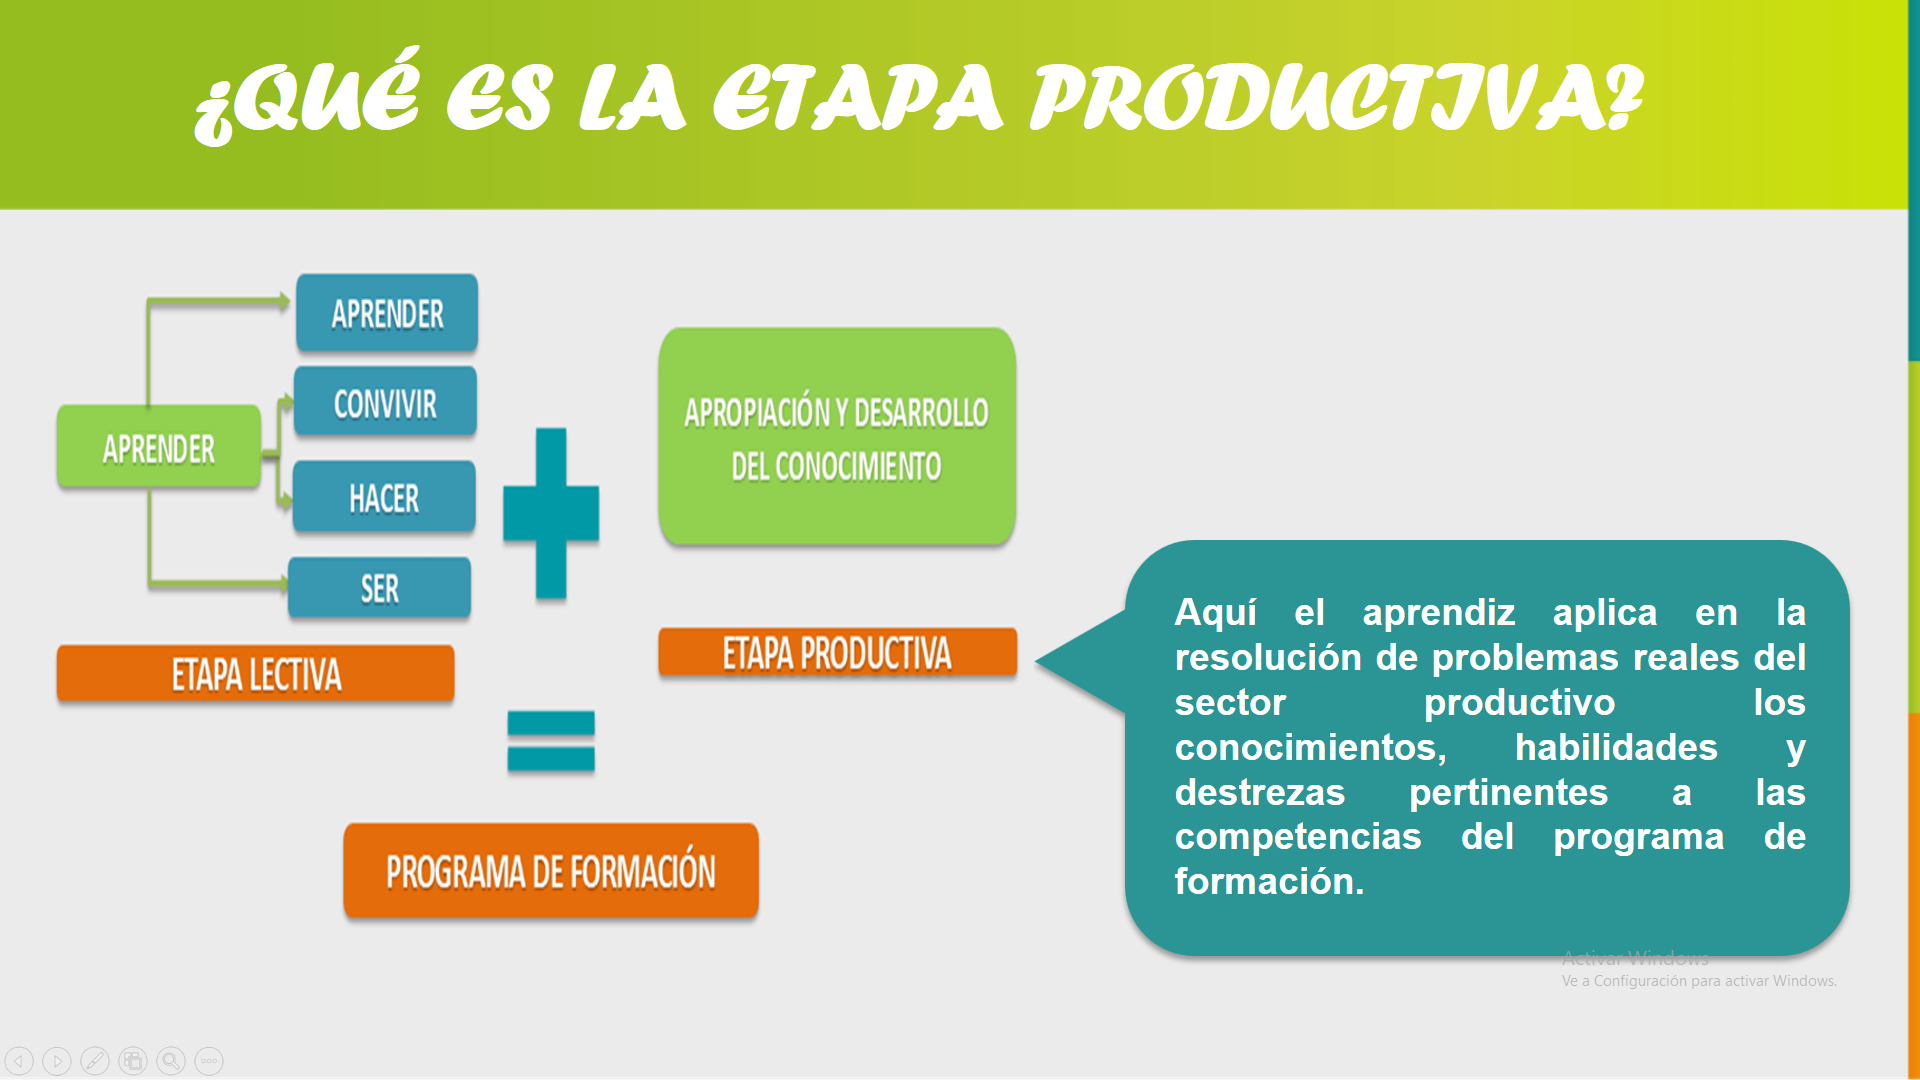 ¿QUÉ ES LA ETAPA PRODUCTIVA?
APRENDER
APRENDER
CONVIVIR
HACER
SER
ETAPA LECTIVA
APROPIACIÓN Y DESARROLLO
DEL CONOCIMIENTO
ETAPA PRODUCTIVA
PROGRAMA DE FORMACIÓN
Aquí el aprendiz aplica en la
resolución de problemas reales del
sector productivo los
conocimientos, habilidades y
destrezas pertinentes a las
competencias del programa de
formación.
Activar Windows
Ve a Configuración para activar Windows.